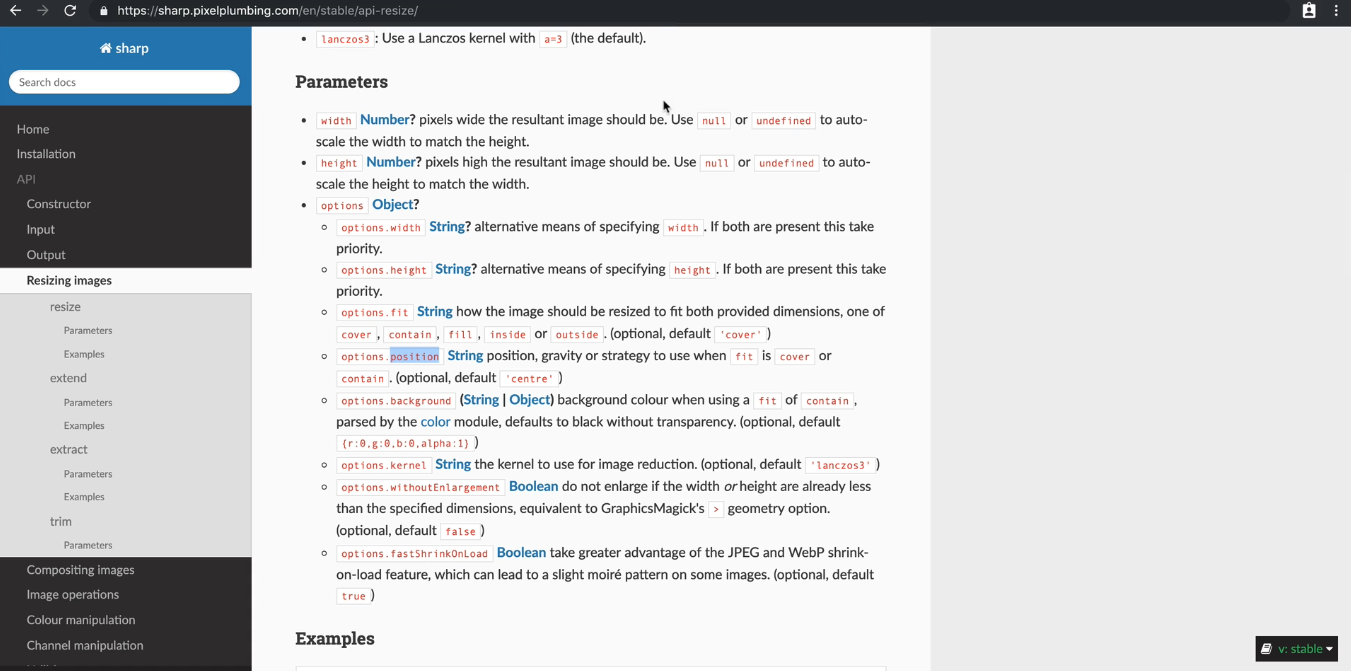 https://sharp.pixelplumbing.com/en/stable/api-resize/
sharp
Search docs
Home
Installation
API
Constructor
Input
Output
Resizing images
resize
Parameters
Examples
extend
Parameters
Examples
extract
Parameters
Examples
trim
Parameters
Compositing images
Image operations
Colour manipulation
Channel manipulation
lanczos3 : Use a Lanczos kernel with a=3 (the default).
Parameters
width Number? pixels wide the resultant image should be. Use null or undefined to auto-
scale the width to match the height.
height Number? pixels high the resultant image should be. Use null or undefined to auto-
scale the height to match the width.
options Object?
options.width String? alternative means of specifying width . If both are present this take
priority.
options.height String? alternative means of specifying height . If both are present this take
priority.
options.fit String how the image should be resized to fit both provided dimensions, one of
cover , contain , fill , inside or outside . (optional, default 'cover' )
options.position String position, gravity or strategy to use when fit is cover or
contain . (optional, default 'centre' )
options.background (String | Object) background colour when using a fit of contain ,
parsed by the color module, defaults to black without transparency. (optional, default
{r:0,g:0,b:0,alpha:1} )
options.kernel String the kernel to use for image reduction. (optional, default 'lanczos3' )
options.withoutEnlargement Boolean do not enlarge if the width or height are already less
than the specified dimensions, equivalent to GraphicsMagick's > geometry option.
(optional, default false )
options.fastShrinkOnLoad Boolean take greater advantage of the JPEG and WebP shrink-
on-load feature, which can lead to a slight moiré pattern on some images. (optional, default
true )
Examples
v: stable